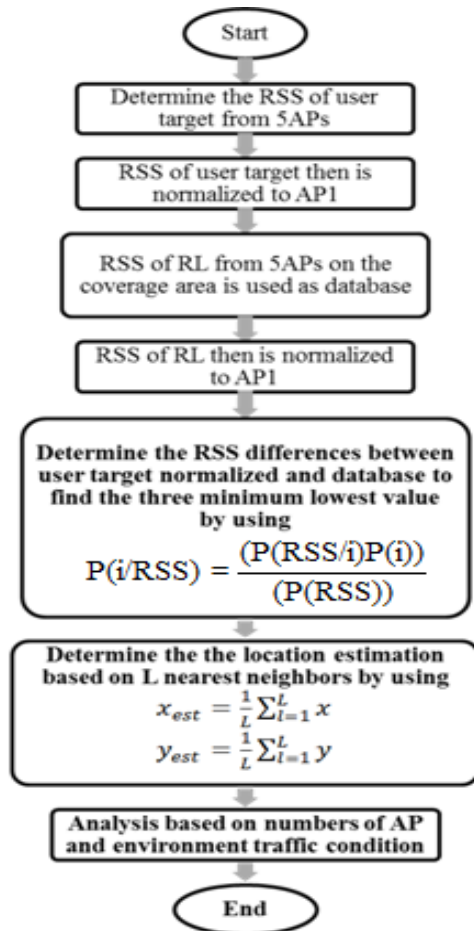 Start
Determine the RSS of user
target from 5APs
RSS of user target then is
normalized to AP1
RSS of RL from 5APs on the
coverage area is used as database
RSS of RL then is normalized
to AP1
Determine the RSS differences between
user target normalized and database to
find the three minimum lowest value
by using
P(i/RSS) = (P(RSS/i)P(i)) / (P(RSS))
Determine the the location estimation
based on L nearest neighbors by using
x_est = 1/L ∑_{l=1}^{L} x
y_est = 1/L ∑_{l=1}^{L} y
Analysis based on numbers of AP
and environment traffic condition
End